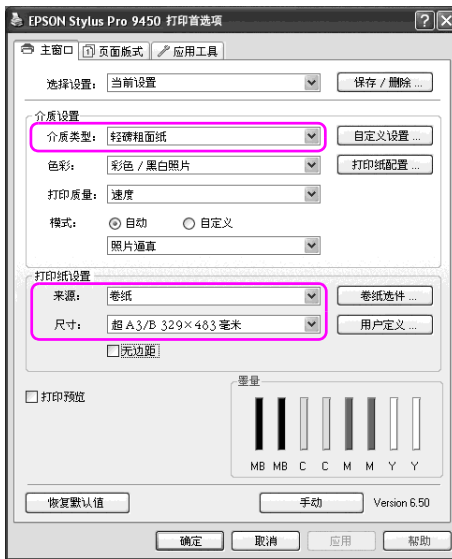 EPSON Stylus Pro 9450 打印首选项
主窗口 页面版式 应用工具
选择设置: 当前设置 保存 / 删除 ...
介质设置
介质类型: 轻磅粗面纸 自定义设置 ...
色彩: 彩色 / 黑白照片 打印纸配置 ...
打印质量: 速度
模式: 自动 自定义
照片逼真
打印纸设置
来源: 卷纸 卷纸选件 ...
尺寸: 超 A3/B 329×483 毫米 用户定义 ...
无边距
打印预览
墨量
MB MB C C M M Y Y
恢复默认值 手动 Version 6.50
确定 取消 应用 帮助